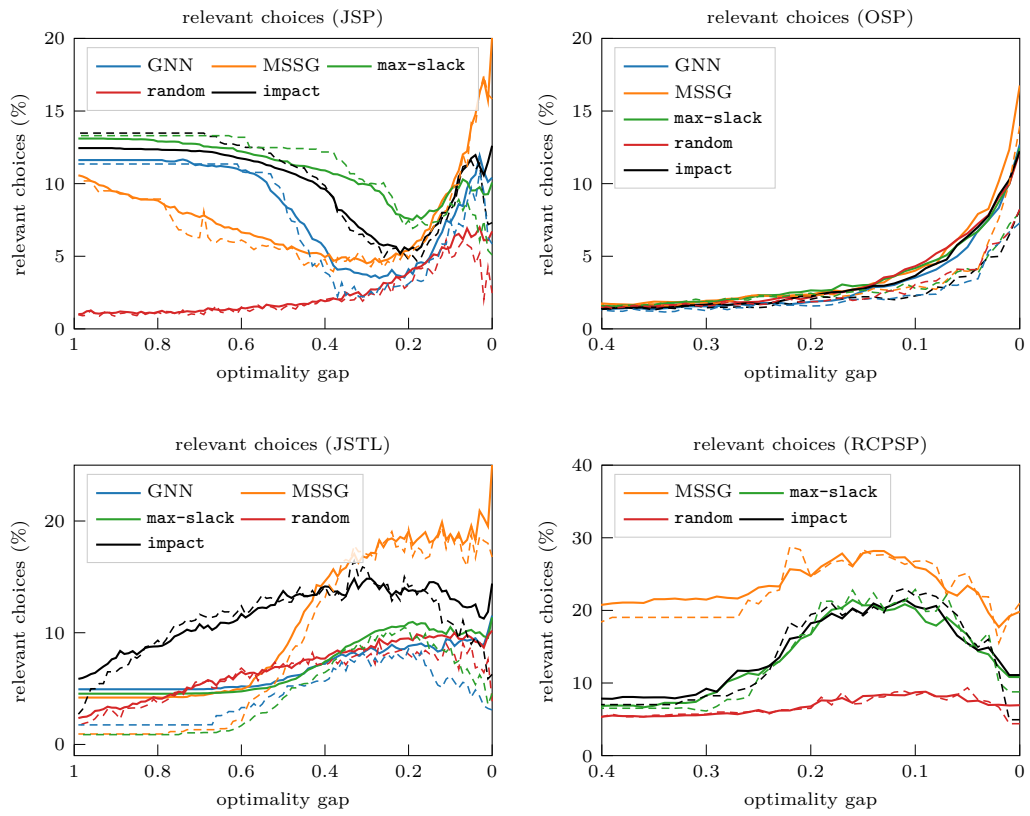 relevant choices (JSP)
relevant choices (%)
20
15
10
5
0
GNN MSSG max-slack
random impact
1 0.8 0.6 0.4 0.2 0
optimality gap
relevant choices (OSP)
relevant choices (%)
20
15
10
5
0
GNN
MSSG
max-slack
random
impact
0.4 0.3 0.2 0.1 0
optimality gap
relevant choices (JSTL)
relevant choices (%)
20
10
0
GNN MSSG
max-slack random
impact
1 0.8 0.6 0.4 0.2 0
optimality gap
relevant choices (RCPSP)
relevant choices (%)
40
30
20
10
0
MSSG max-slack
random impact
0.4 0.3 0.2 0.1 0
optimality gap